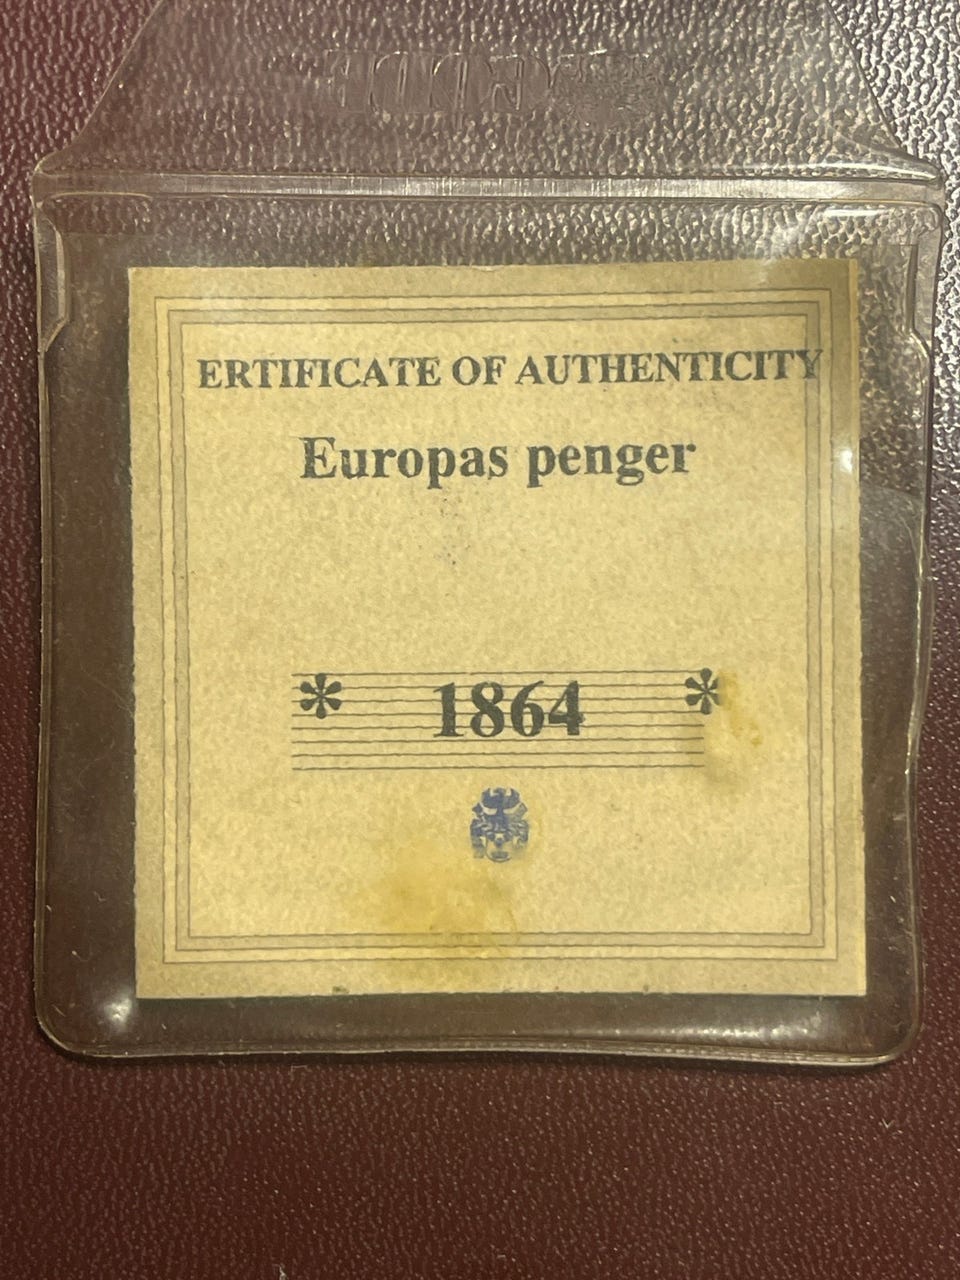 ERTIFICATE OF AUTHENTICITY
Europas penger
* 1864 *